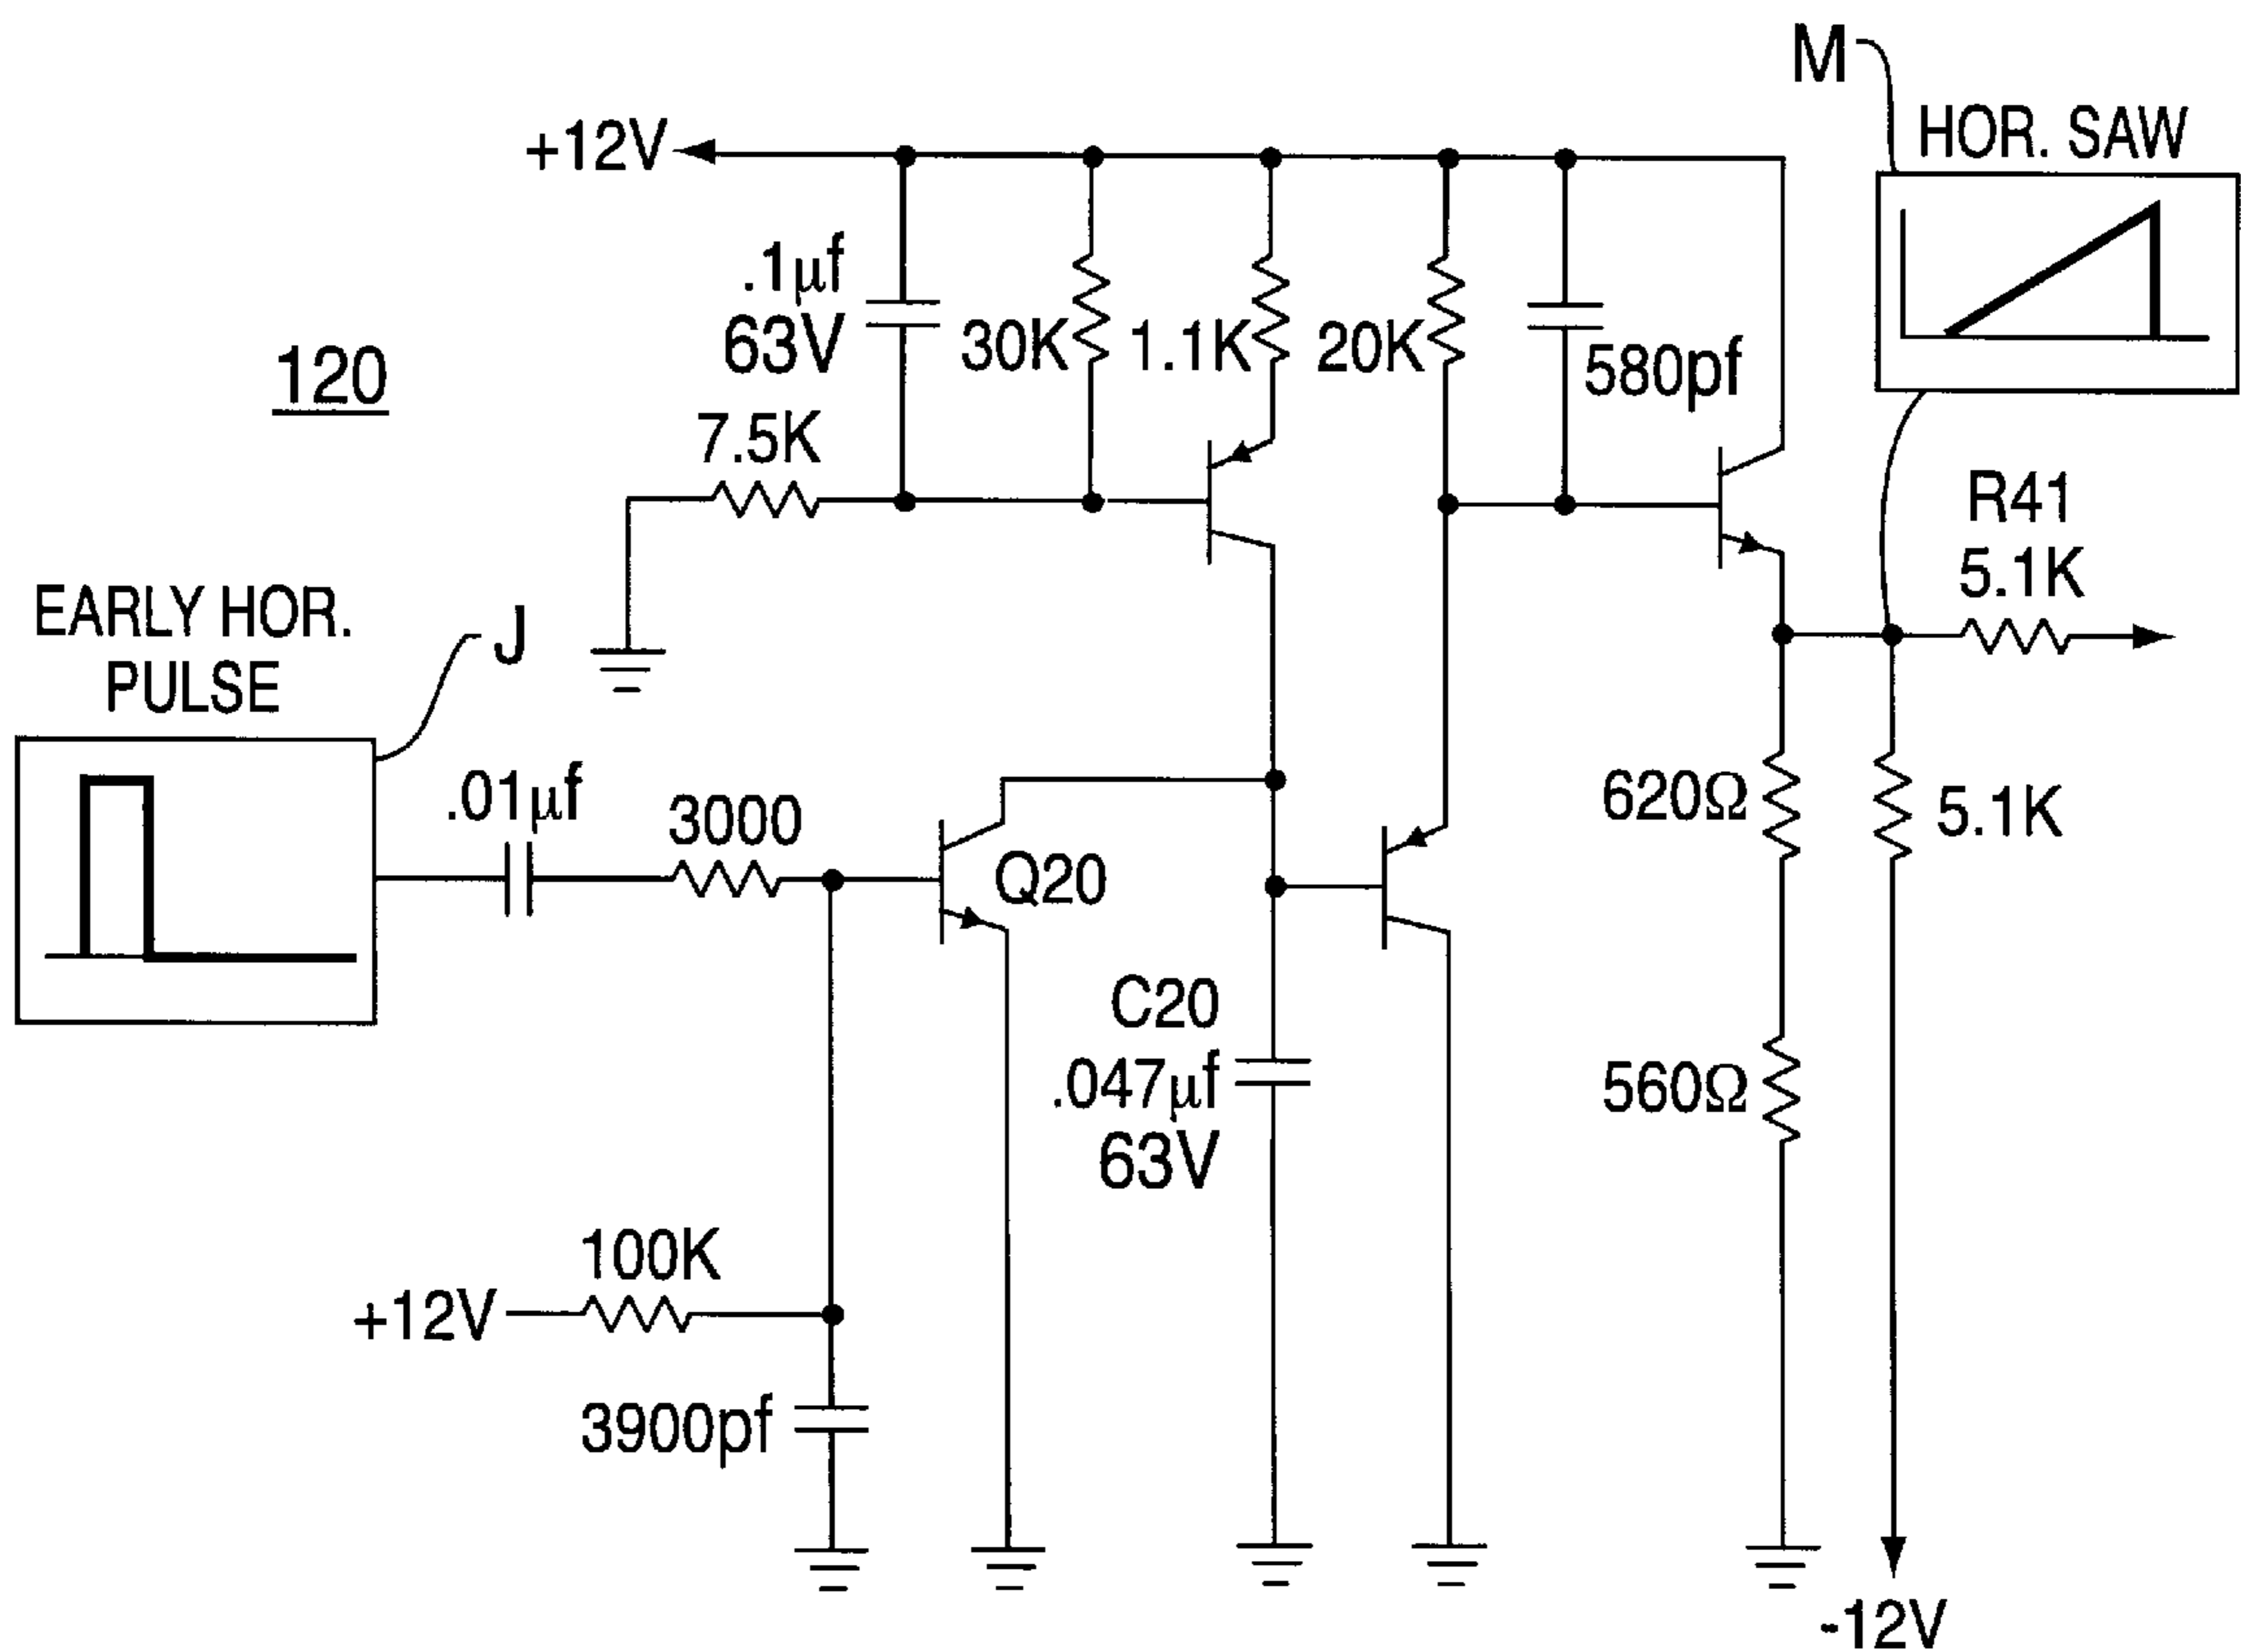 M
HOR. SAW
+12V
.1µf
63V
30K
1.1K
20K
580pf
120
7.5K
R41
5.1K
EARLY HOR.
PULSE
J
.01µf
3000
Q20
620Ω
5.1K
C20
.047µf
63V
560Ω
100K
+12V
3900pf
-12V